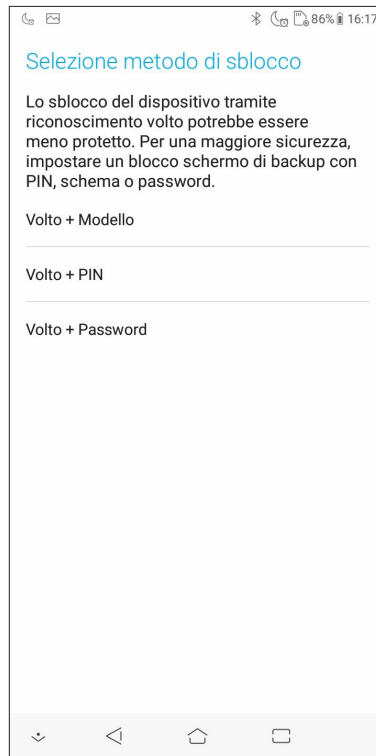 86% 16:17
Selezione metodo di sblocco
Lo sblocco del dispositivo tramite
riconoscimento volto potrebbe essere
meno protetto. Per una maggiore sicurezza,
impostare un blocco schermo di backup con
PIN, schema o password.
Volto + Modello
Volto + PIN
Volto + Password